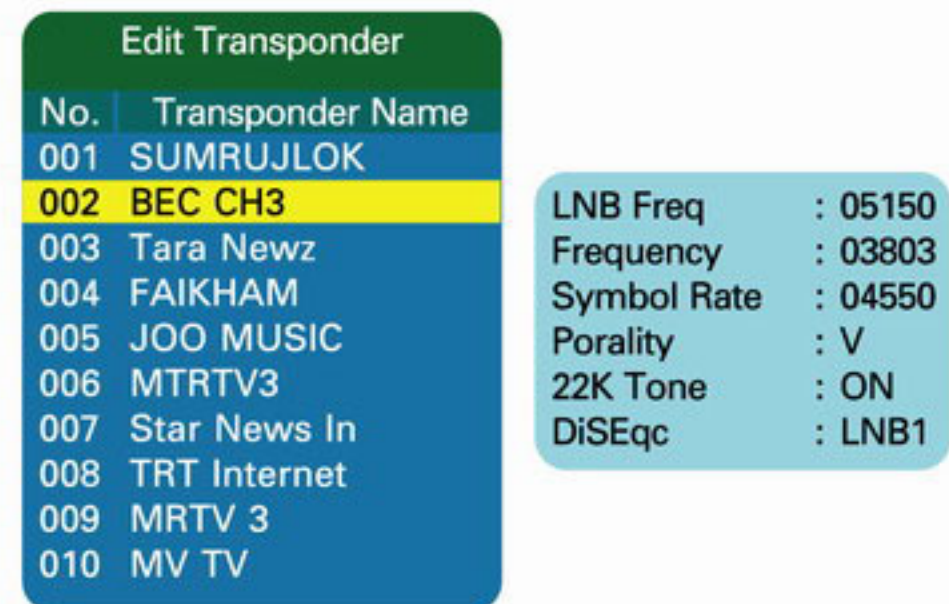 Edit Transponder
No. Transponder Name
001 SUMRUJLOK
002 BEC CH3
003 Tara Newz
004 FAIKHAM
005 JOO MUSIC
006 MTRTV3
007 Star News In
008 TRT Internet
009 MRTV 3
010 MV TV
LNB Freq : 05150
Frequency : 03803
Symbol Rate : 04550
Porality : V
22K Tone : ON
DiSEqc : LNB1